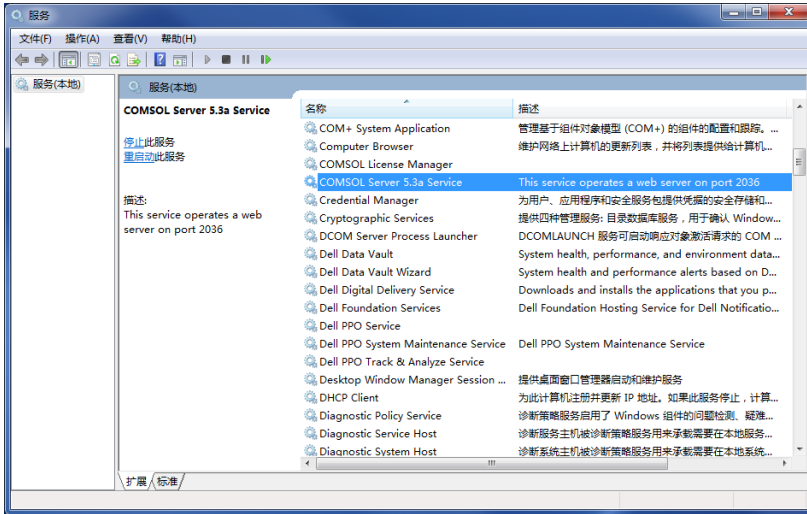 服务
文件(F) 操作(A) 查看(V) 帮助(H)
服务(本地)
服务(本地)
COMSOL Server 5.3a Service
停止此服务
重启动此服务
描述:
This service operates a web
server on port 2036
名称 描述
COM+ System Application 管理基于组件对象模型 (COM+) 的组件的配置和跟踪。...
Computer Browser 维护网络上计算机的更新列表，并将列表提供给计算机...
COMSOL License Manager
COMSOL Server 5.3a Service This service operates a web server on port 2036
Credential Manager 为用户、应用程序和安全服务包提供凭据的安全存储和...
Cryptographic Services 提供四种管理服务: 目录数据库服务，用于确认 Window...
DCOM Server Process Launcher DCOMLAUNCH 服务可启动响应对象激活请求的 COM ...
Dell Data Vault System health, performance, and environment data...
Dell Data Vault Wizard System health and performance alerts based on D...
Dell Digital Delivery Service Downloads and installs the applications that you p...
Dell Foundation Services Dell Foundation Hosting Service for Dell Notificatio...
Dell PPO Service
Dell PPO System Maintenance Service Dell PPO System Maintenance Service
Dell PPO Track & Analyze Service
Desktop Window Manager Session ... 提供桌面窗口管理器启动和维护服务
DHCP Client 为此计算机注册并更新 IP 地址。如果此服务停止，计算...
Diagnostic Policy Service 诊断策略服务启用了 Windows 组件的问题检测、疑难...
Diagnostic Service Host 诊断服务主机被诊断策略服务用来承载需要在本地服务...
Diagnostic System Host 诊断系统主机被诊断策略服务用来承载需要在本地系统...
扩展 标准